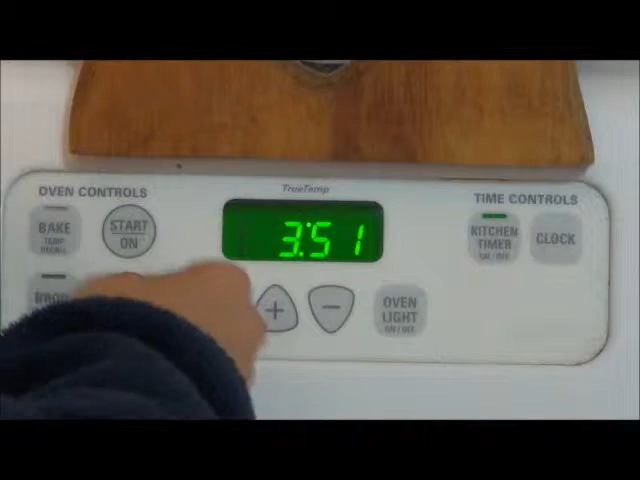 OVEN CONTROLS
TrueTemp
TIME CONTROLS
BAKE
TEMP
RECALL
START
ON
3:51
KITCHEN
TIMER
ON/OFF
CLOCK
+
−
OVEN
LIGHT
ON/OFF